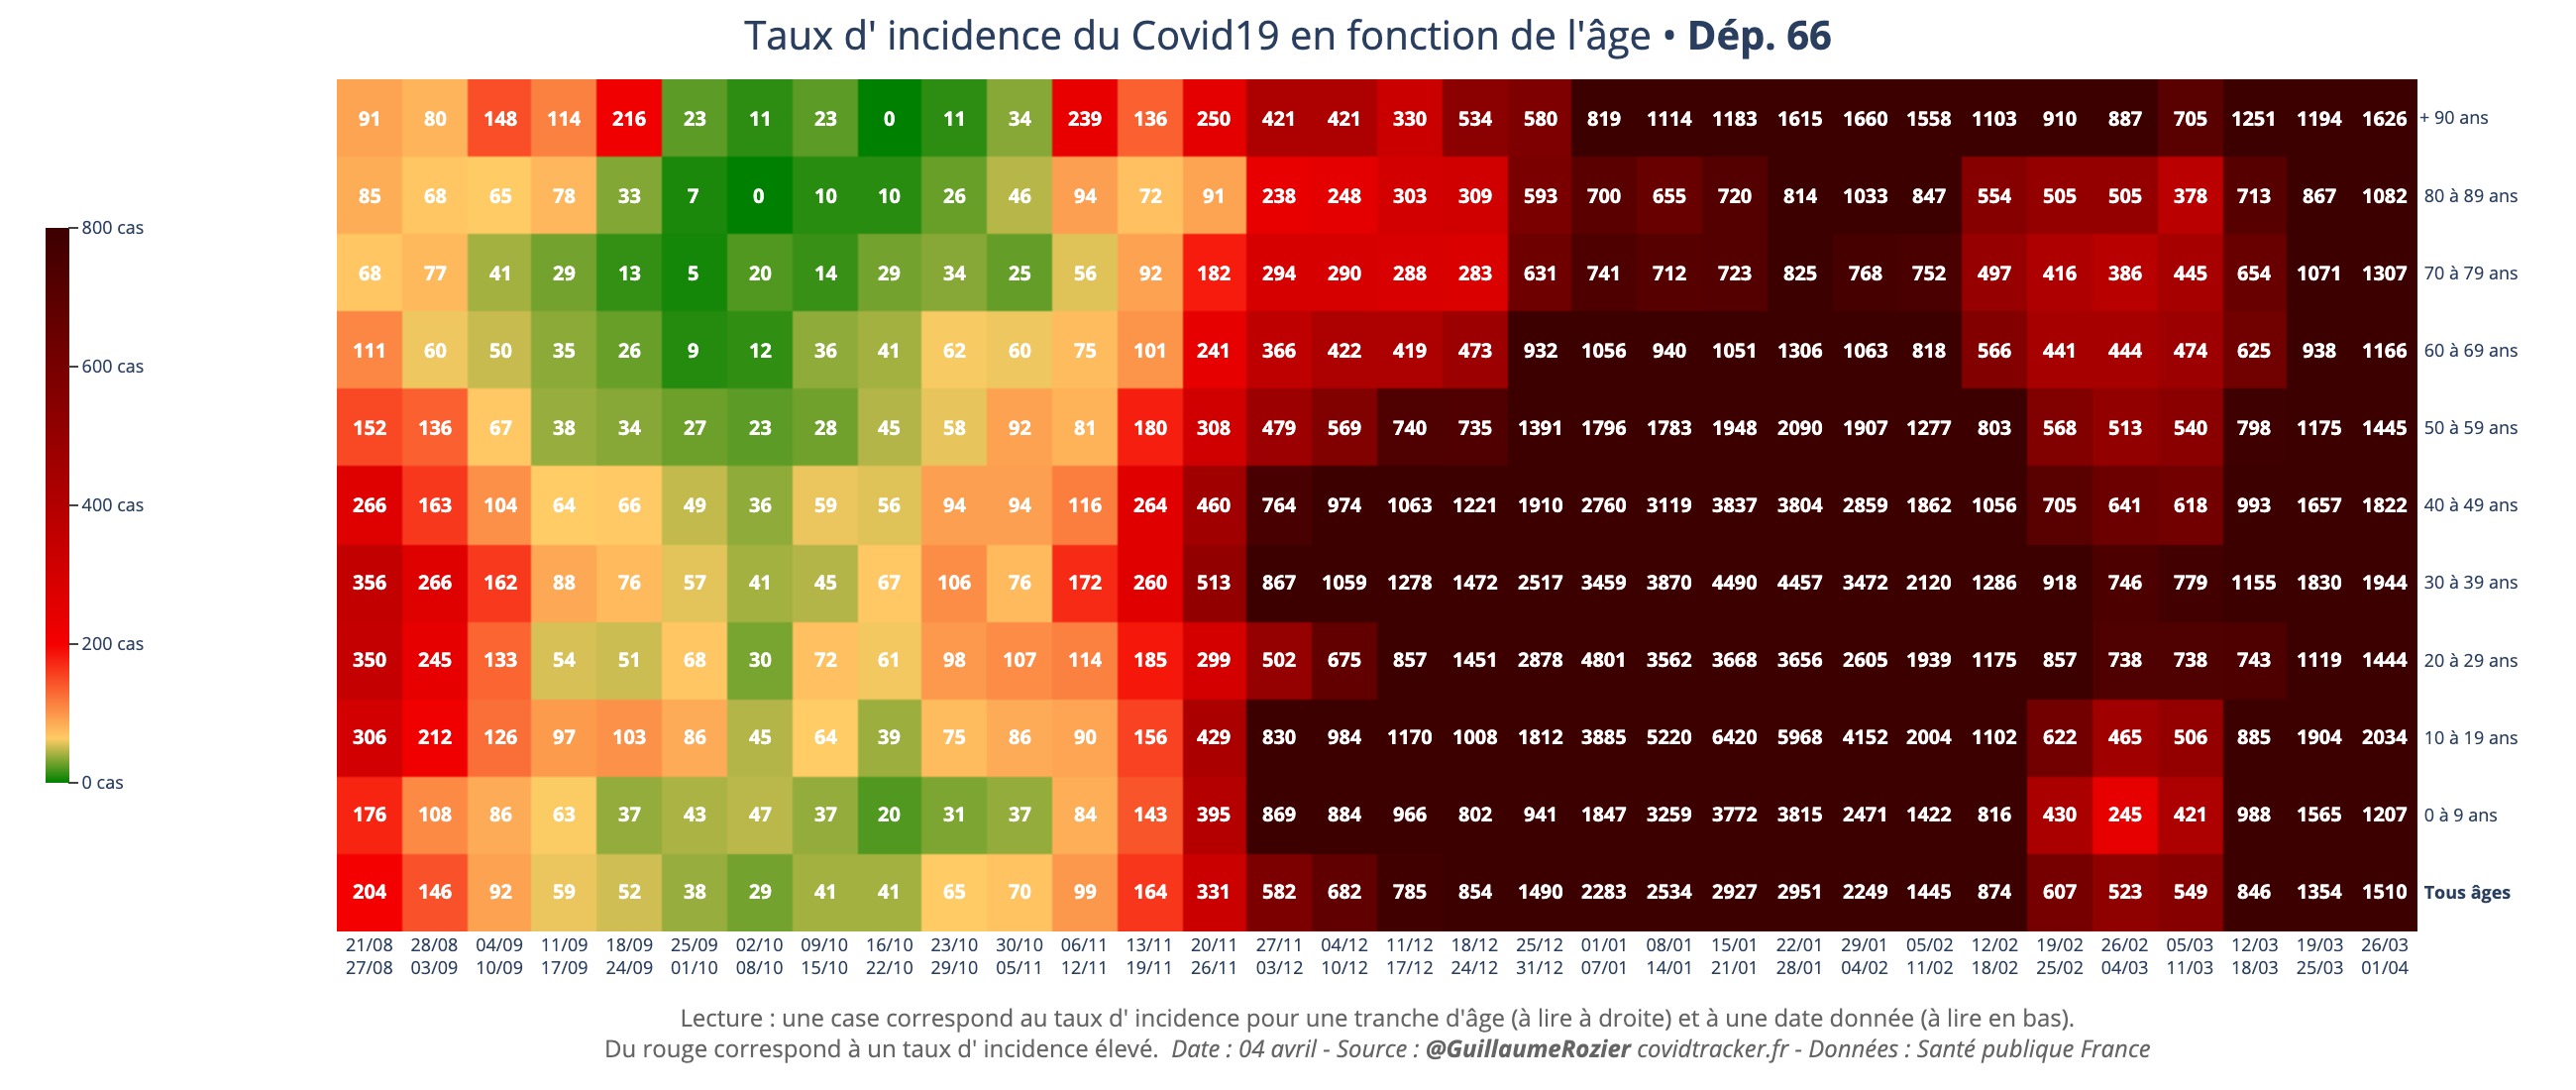 Taux d' incidence du Covid19 en fonction de l'âge • Dép. 66
91 80 148 114 216 23 11 23 0 11 34 239 136 250 421 421 330 534 580 819 1114 1183 1615 1660 1558 1103 910 887 705 1251 1194 1626 + 90 ans
85 68 65 78 33 7 0 10 10 26 46 94 72 91 238 248 303 309 593 700 655 720 814 1033 847 554 505 505 378 713 867 1082 80 à 89 ans
800 cas
68 77 41 29 13 5 20 14 29 34 25 56 92 182 294 290 288 283 631 741 712 723 825 768 752 497 416 386 445 654 1071 1307 70 à 79 ans
111 60 50 35 26 9 12 36 41 62 60 75 101 241 366 422 419 473 932 1056 940 1051 1306 1063 818 566 441 444 474 625 938 1166 60 à 69 ans
600 cas
152 136 67 38 34 27 23 28 45 58 92 81 180 308 479 569 740 735 1391 1796 1783 1948 2090 1907 1277 803 568 513 540 798 1175 1445 50 à 59 ans
400 cas
266 163 104 64 66 49 36 59 56 94 94 116 264 460 764 974 1063 1221 1910 2760 3119 3837 3804 2859 1862 1056 705 641 618 993 1657 1822 40 à 49 ans
356 266 162 88 76 57 41 45 67 106 76 172 260 513 867 1059 1278 1472 2517 3459 3870 4490 4457 3472 2120 1286 918 746 779 1155 1830 1944 30 à 39 ans
200 cas
350 245 133 54 51 68 30 72 61 98 107 114 185 299 502 675 857 1451 2878 4801 3562 3668 3656 2605 1939 1175 857 738 738 743 1119 1444 20 à 29 ans
306 212 126 97 103 86 45 64 39 75 86 90 156 429 830 984 1170 1008 1812 3885 5220 6420 5968 4152 2004 1102 622 465 506 885 1904 2034 10 à 19 ans
0 cas
176 108 86 63 37 43 47 37 20 31 37 84 143 395 869 884 966 802 941 1847 3259 3772 3815 2471 1422 816 430 245 421 988 1565 1207 0 à 9 ans
204 146 92 59 52 38 29 41 41 65 70 99 164 331 582 682 785 854 1490 2283 2534 2927 2951 2249 1445 874 607 523 549 846 1354 1510 Tous âges
21/08 28/08 04/09 11/09 18/09 25/09 02/10 09/10 16/10 23/10 30/10 06/11 13/11 20/11 27/11 04/12 11/12 18/12 25/12 01/01 08/01 15/01 22/01 29/01 05/02 12/02 19/02 26/02 05/03 12/03 19/03 26/03
27/08 03/09 10/09 17/09 24/09 01/10 08/10 15/10 22/10 29/10 05/11 12/11 19/11 26/11 03/12 10/12 17/12 24/12 31/12 07/01 14/01 21/01 28/01 04/02 11/02 18/02 25/02 04/03 11/03 18/03 25/03 01/04
Lecture : une case correspond au taux d' incidence pour une tranche d'âge (à lire à droite) et à une date donnée (à lire en bas).
Du rouge correspond à un taux d' incidence élevé. Date : 04 avril - Source : @GuillaumeRozier covidtracker.fr - Données : Santé publique France